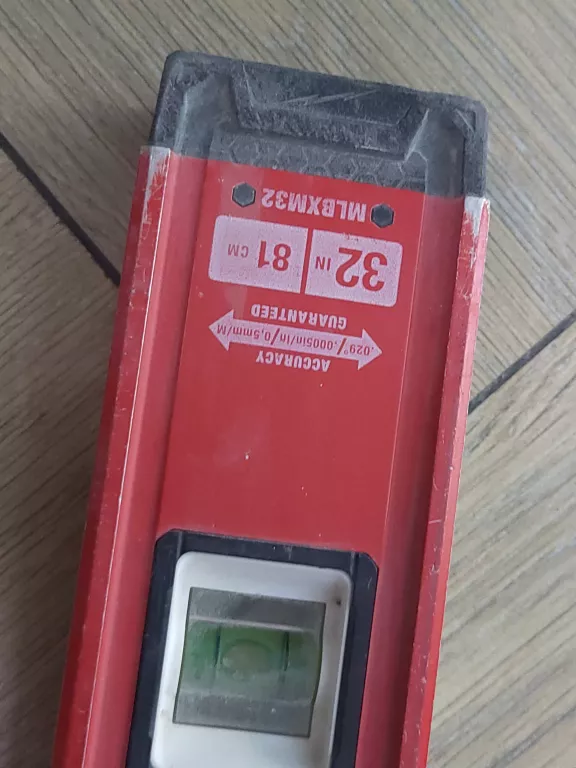 ACCURACY
.029°/.0005in/in/0,5mm/M
GUARANTEED
32 IN 81 CM
MLBXM32